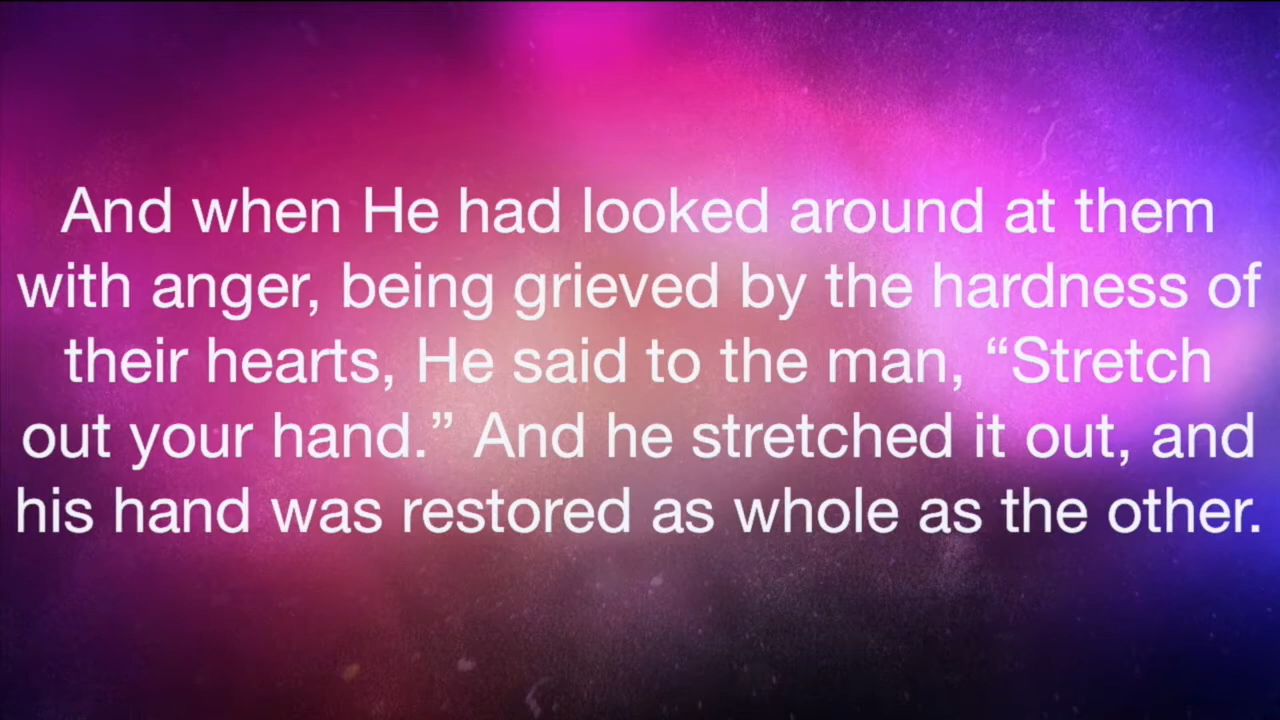 And when He had looked around at them
with anger, being grieved by the hardness of
their hearts, He said to the man, “Stretch
out your hand.” And he stretched it out, and
his hand was restored as whole as the other.